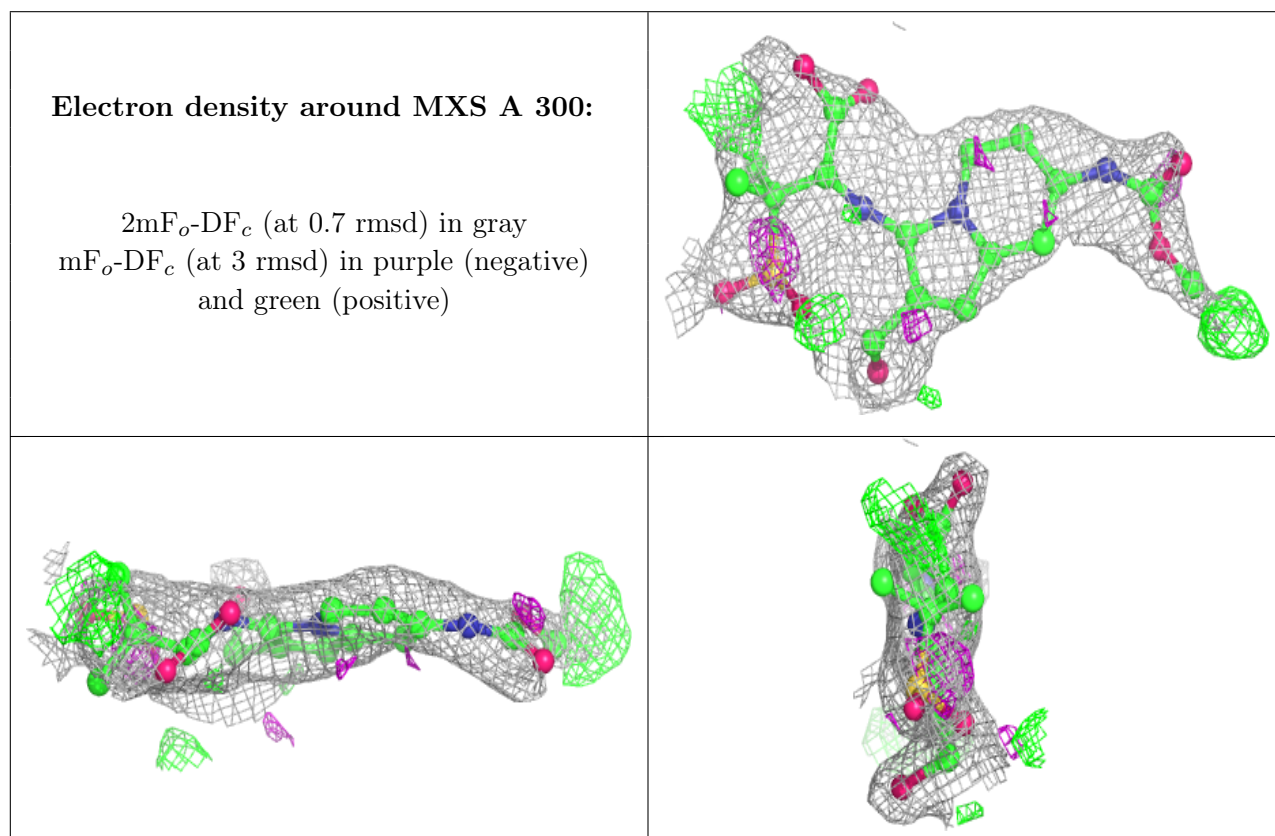 Electron density around MXS A 300:
2mFₒ-DF𝒸 (at 0.7 rmsd) in gray
mFₒ-DF𝒸 (at 3 rmsd) in purple (negative)
and green (positive)